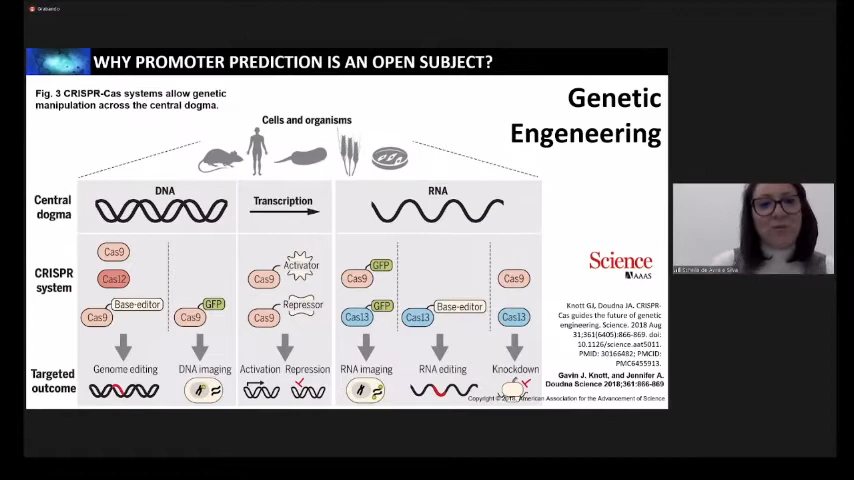 Grabando
WHY PROMOTER PREDICTION IS AN OPEN SUBJECT?
Fig. 3 CRISPR-Cas systems allow genetic
manipulation across the central dogma.
Genetic
Engeneering
Cells and organisms
Central
dogma
DNA
Transcription
RNA
CRISPR
system
Cas9
Cas12
Base-editor
Cas9
GFP
Cas9
Activator
Cas9
Repressor
Cas9
GFP
Cas9
GFP
Cas13
Base-editor
Cas13
Cas9
Cas13
Targeted
outcome
Genome editing
DNA imaging
Activation
Repression
RNA imaging
RNA editing
Knockdown
Science
AAAS
Knott GJ, Doudna JA. CRISPR-
Cas guides the future of genetic
engineering. Science. 2018 Aug
31;361(6405):866-869. doi:
10.1126/science.aat5011.
PMID: 30166482; PMCID:
PMC6455913.
Gavin J. Knott, and Jennifer A.
Doudna Science 2018;361:866-869
Copyright © 2018, American Association for the Advancement of Science
de Avila e Silva